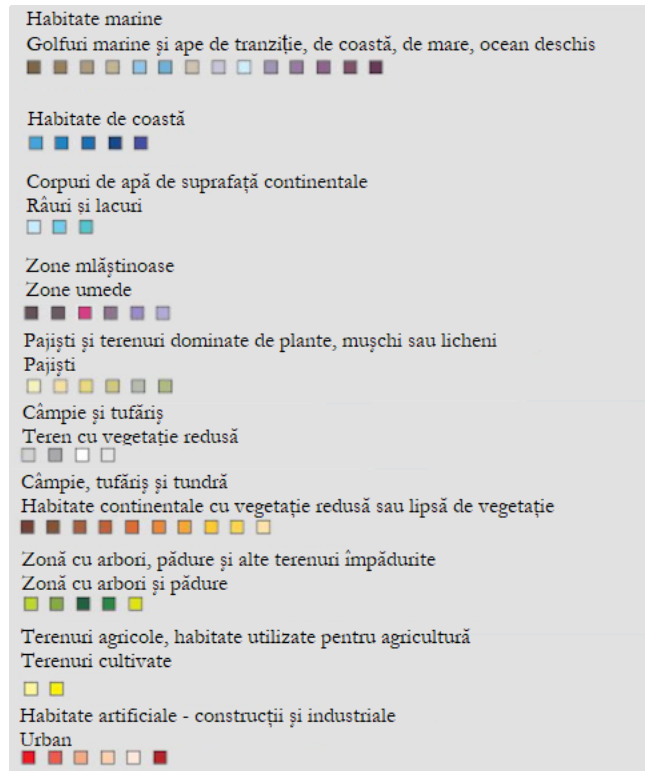 Habitate marine
Golfuri marine și ape de tranziție, de coastă, de mare, ocean deschis
Habitate de coastă
Corpuri de apă de suprafață continentale
Râuri și lacuri
Zone mlăștinoase
Zone umede
Pajiști și terenuri dominate de plante, mușchi sau licheni
Pajiști
Câmpie și tufăriș
Teren cu vegetație redusă
Câmpie, tufăriș și tundră
Habitate continentale cu vegetație redusă sau lipsă de vegetație
Zonă cu arbori, pădure și alte terenuri împădurite
Zonă cu arbori și pădure
Terenuri agricole, habitate utilizate pentru agricultură
Terenuri cultivate
Habitate artificiale - construcții și industriale
Urban